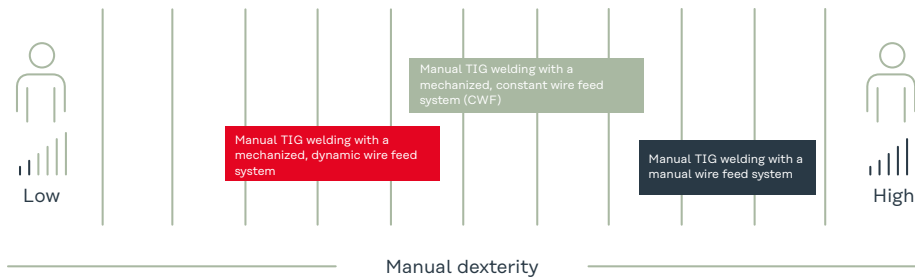 Manual TIG welding with a
mechanized, constant wire feed
system (CWF)
Manual TIG welding with a
mechanized, dynamic wire feed
system
Manual TIG welding with a
manual wire feed system
Low
High
Manual dexterity